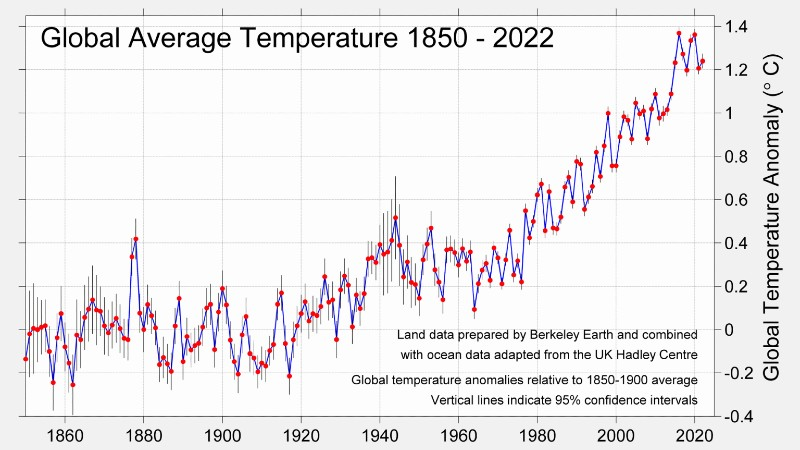 Global Average Temperature 1850 - 2022
1.4
1.2
1
0.8
0.6
0.4
0.2
0
-0.2
-0.4
Global Temperature Anomaly (° C)
Land data prepared by Berkeley Earth and combined
with ocean data adapted from the UK Hadley Centre
Global temperature anomalies relative to 1850-1900 average
Vertical lines indicate 95% confidence intervals
1860 1880 1900 1920 1940 1960 1980 2000 2020